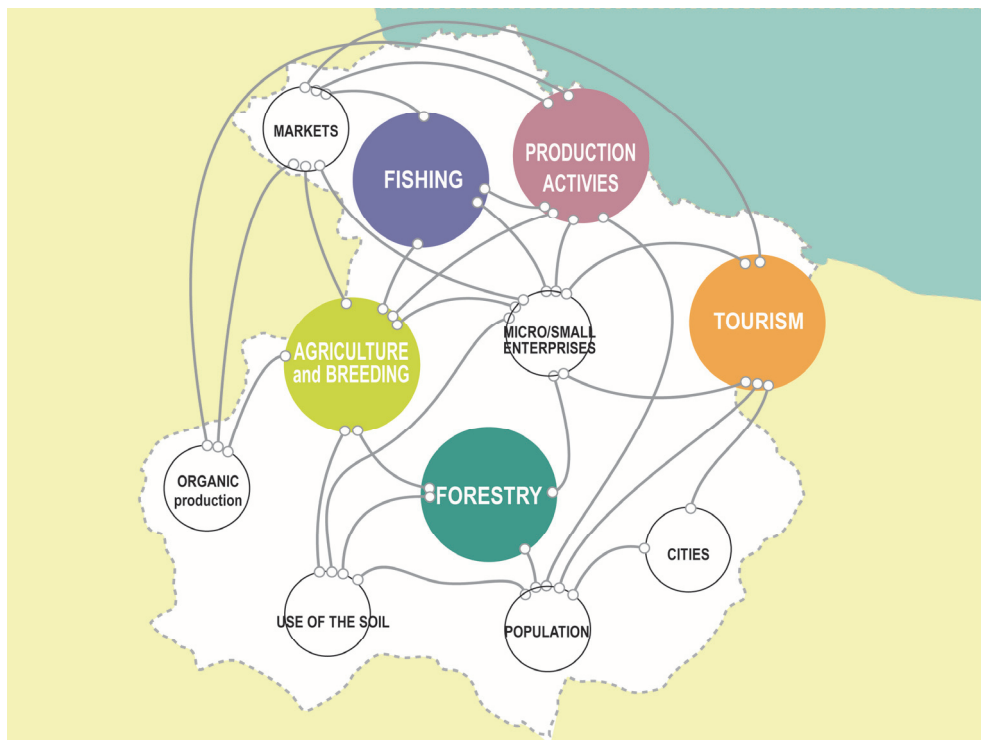 MARKETS
FISHING
PRODUCTION
ACTIVIES
TOURISM
MICRO/SMALL
ENTERPRISES
AGRICULTURE
and BREEDING
ORGANIC
production
FORESTRY
CITIES
USE OF THE SOIL
POPULATION